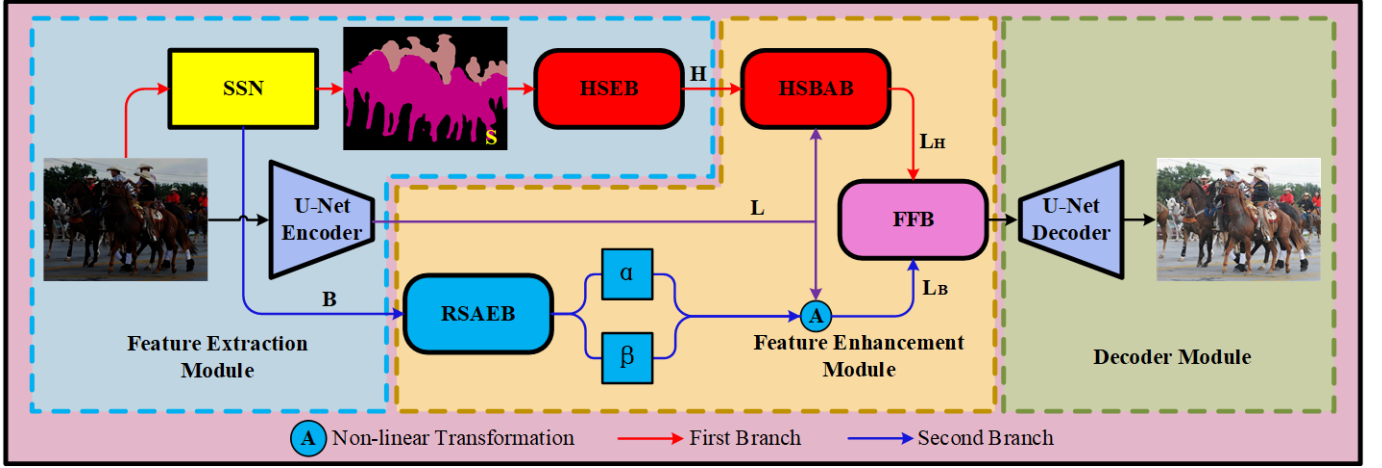 SSN
S
HSEB
H
HSBAB
LH
U-Net
Encoder
L
FFB
U-Net
Decoder
B
RSAEB
α
β
A
LB
Feature Extraction
Module
Feature Enhancement
Module
Decoder Module
A Non-linear Transformation
First Branch
Second Branch